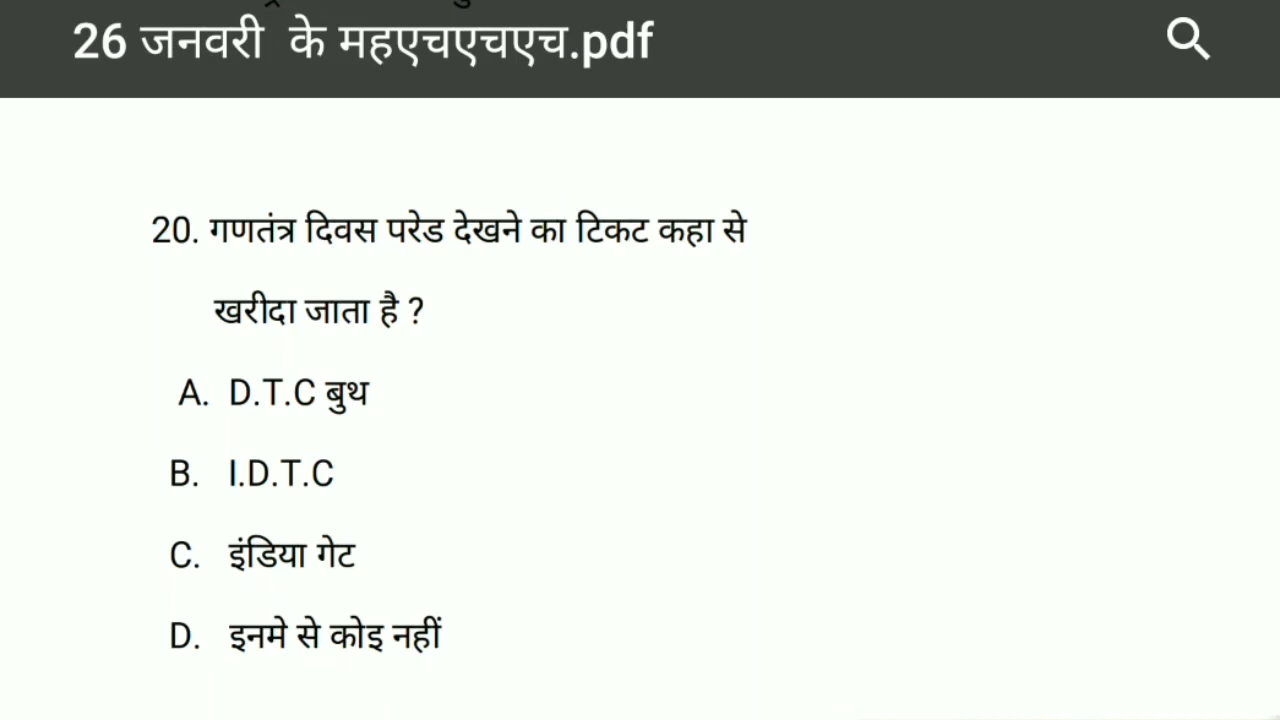 26 जनवरी के महएचएचएच.pdf
20. गणतंत्र दिवस परेड देखने का टिकट कहा से
खरीदा जाता है ?
A. D.T.C बुथ
B. I.D.T.C
C. इंडिया गेट
D. इनमे से कोइ नहीं